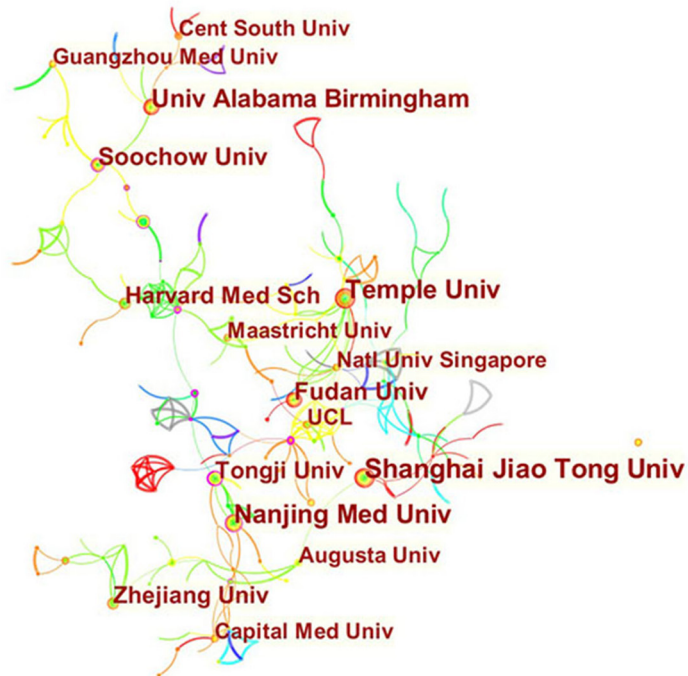 Cent South Univ
Guangzhou Med Univ
Univ Alabama Birmingham
Soochow Univ
Temple Univ
Harvard Med Sch
Maastricht Univ
Natl Univ Singapore
Fudan Univ
UCL
Tongji Univ
Shanghai Jiao Tong Univ
Nanjing Med Univ
Augusta Univ
Zhejiang Univ
Capital Med Univ